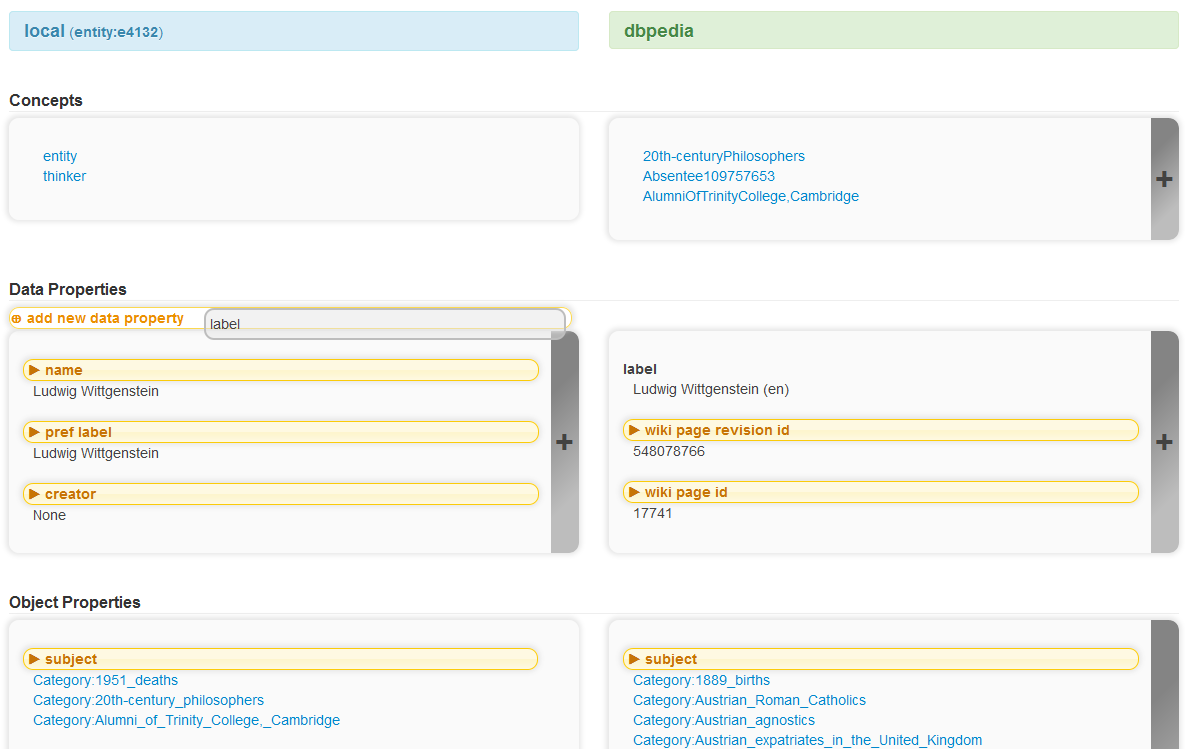 local (entity:e4132)
dbpedia
Concepts
entity
thinker
20th-centuryPhilosophers
Absentee109757653
AlumniOfTrinityCollege,Cambridge
+
Data Properties
⊕ add new data property
label
▶ name
Ludwig Wittgenstein
▶ pref label
Ludwig Wittgenstein
▶ creator
None
+
label
Ludwig Wittgenstein (en)
▶ wiki page revision id
548078766
▶ wiki page id
17741
+
Object Properties
▶ subject
Category:1951_deaths
Category:20th-century_philosophers
Category:Alumni_of_Trinity_College,_Cambridge
▶ subject
Category:1889_births
Category:Austrian_Roman_Catholics
Category:Austrian_agnostics
Category:Austrian_expatriates_in_the_United_Kingdom